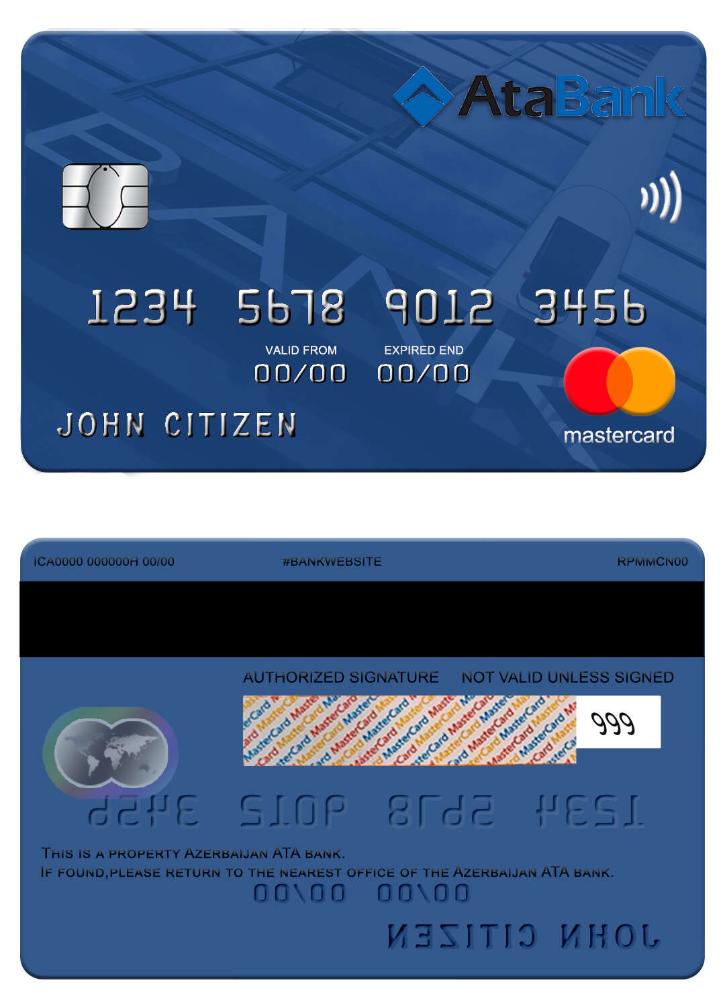 AtaBank
BANK
1234 5678 9012 3456
VALID FROM EXPIRED END
00/00 00/00
JOHN CITIZEN
mastercard
ICA0000 000000H 00/00 #BANKWEBSITE RPMMCN00
AUTHORIZED SIGNATURE NOT VALID UNLESS SIGNED
MasterCard MasterCard MasterCard
999
1234 5678 9012 3456
THIS IS A PROPERTY AZERBAIJAN ATA BANK.
IF FOUND,PLEASE RETURN TO THE NEAREST OFFICE OF THE AZERBAIJAN ATA BANK.
00/00 00/00
JOHN CITIZEN